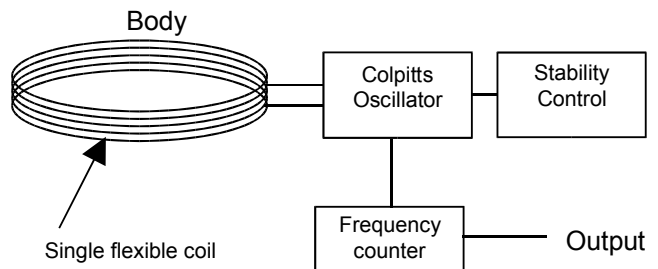 Body
Colpitts
Oscillator
Stability
Control
Single flexible coil
Frequency
counter
Output